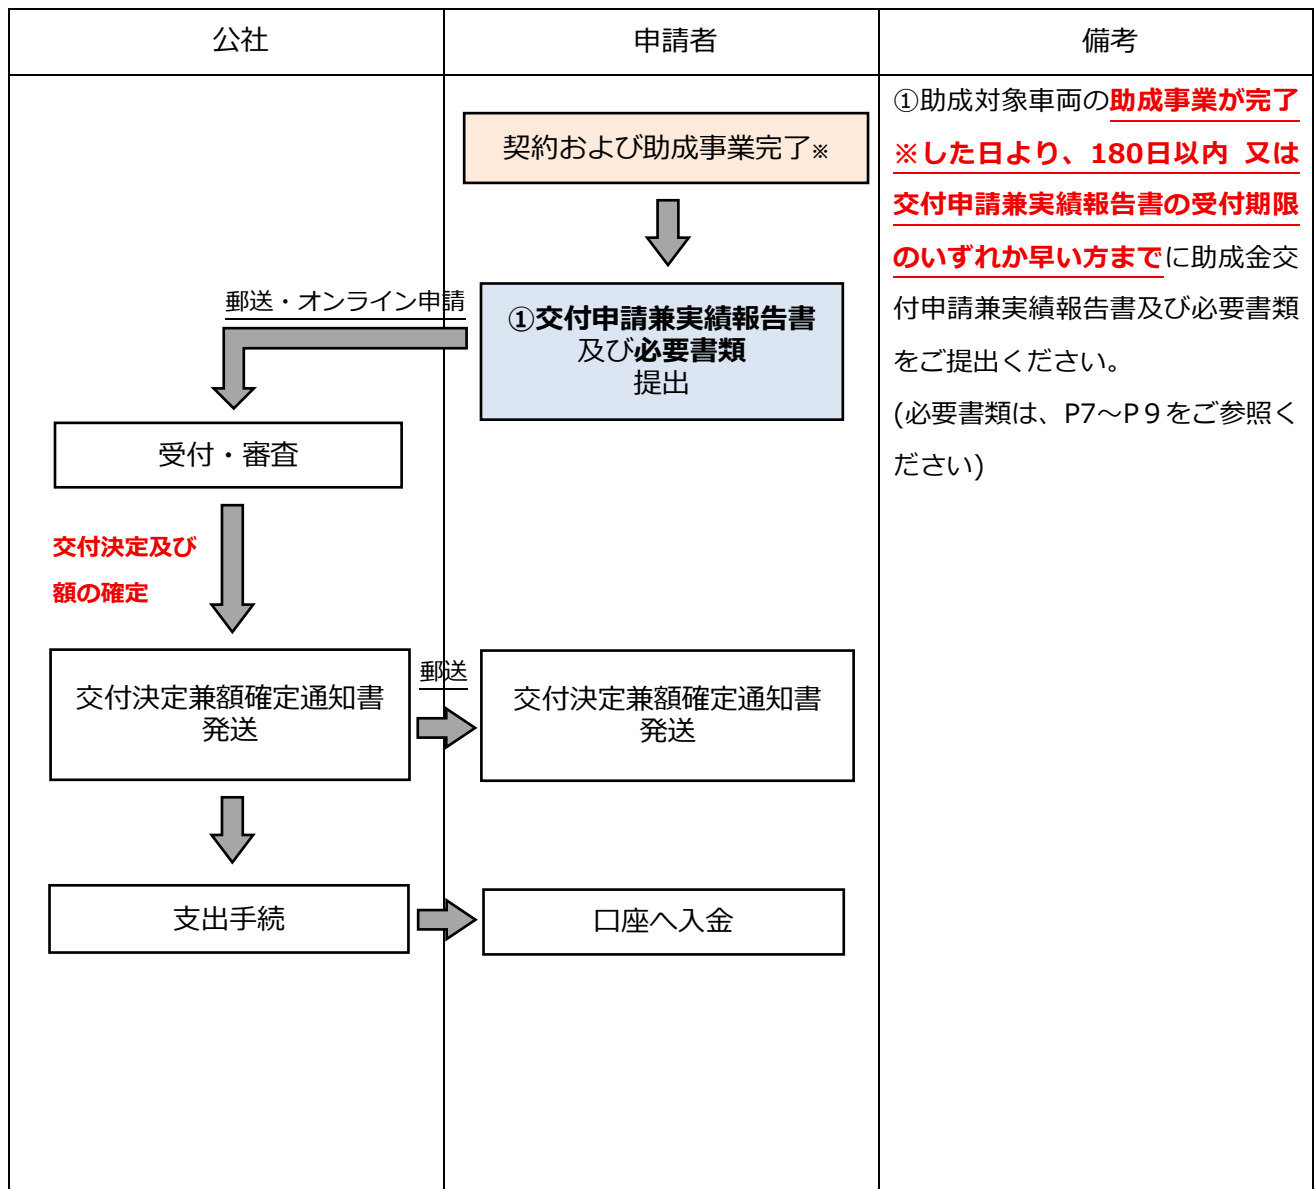 公社
申請者
備考
契約および助成事業完了※
郵送・オンライン申請
①交付申請兼実績報告書
及び必要書類
提出
受付・審査
交付決定及び
額の確定
交付決定兼額確定通知書
発送
郵送
交付決定兼額確定通知書
発送
支出手続
口座へ入金
①助成対象車両の助成事業が完了
※した日より、180日以内 又は
交付申請兼実績報告書の受付期限
のいずれか早い方までに助成金交
付申請兼実績報告書及び必要書類
をご提出ください。
(必要書類は、P7～P９をご参照く
ださい)